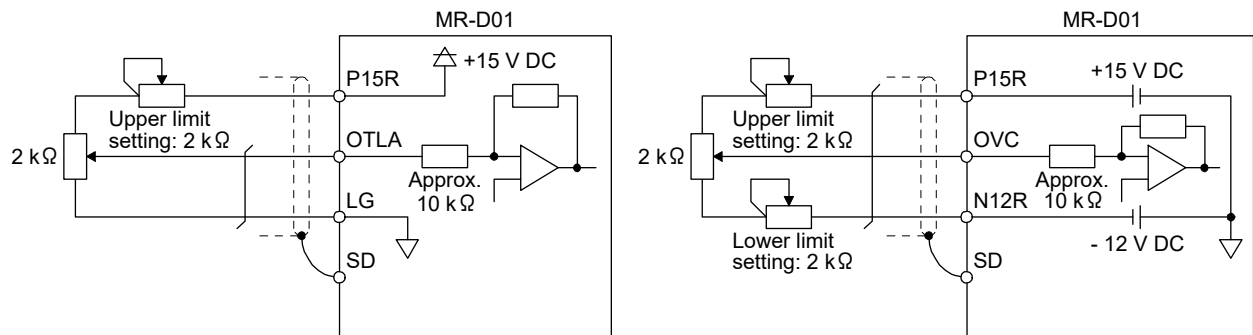 MR-D01
P15R
+15 V DC
Upper limit
setting: 2 kΩ
2 kΩ
OTLA
Approx.
10 kΩ
LG
SD
MR-D01
P15R
+15 V DC
Upper limit
setting: 2 kΩ
2 kΩ
OVC
Approx.
10 kΩ
N12R
Lower limit
setting: 2 kΩ
- 12 V DC
SD